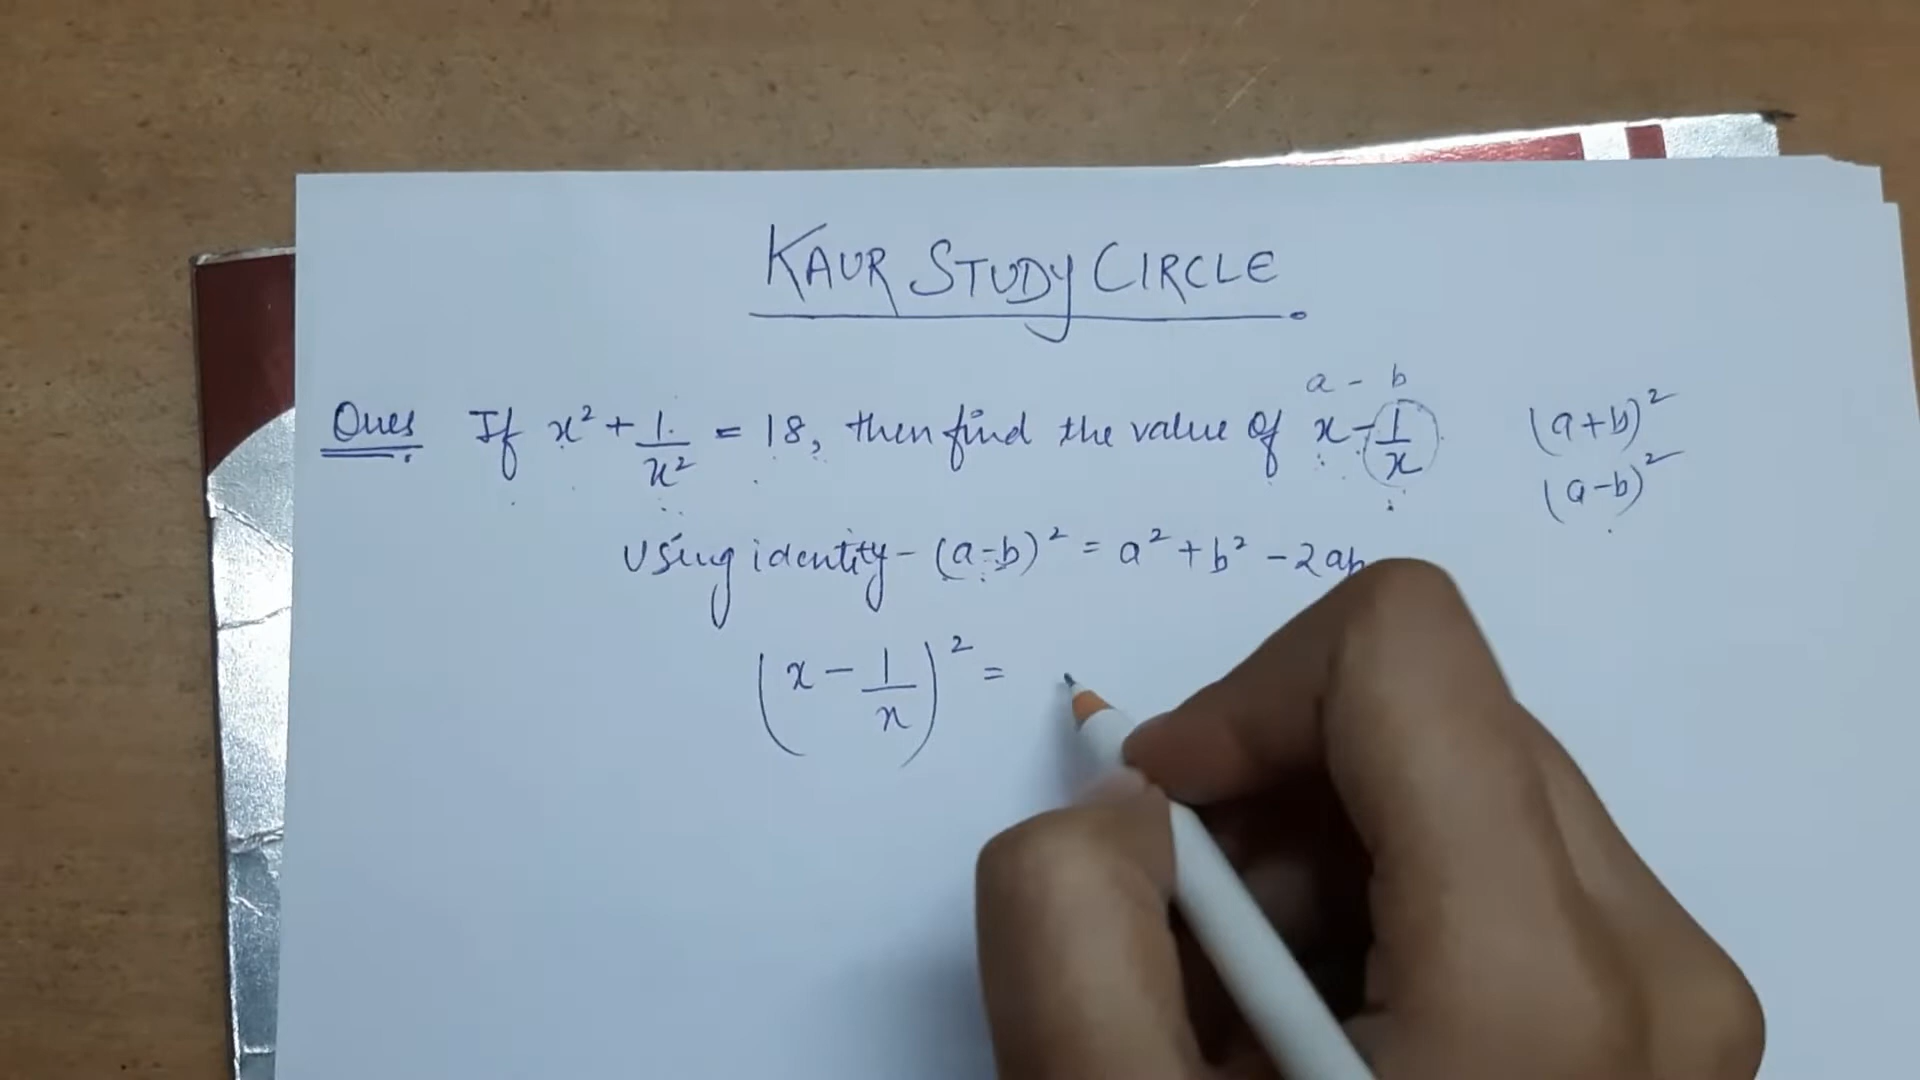 KAUR STUDY CIRCLE
a - b
Ques If x² + 1/x² = 18, then find the value of x - 1/x
(a+b)²
(a-b)²
Using identity - (a-b)² = a² + b² - 2ab
(x - 1/x)² =